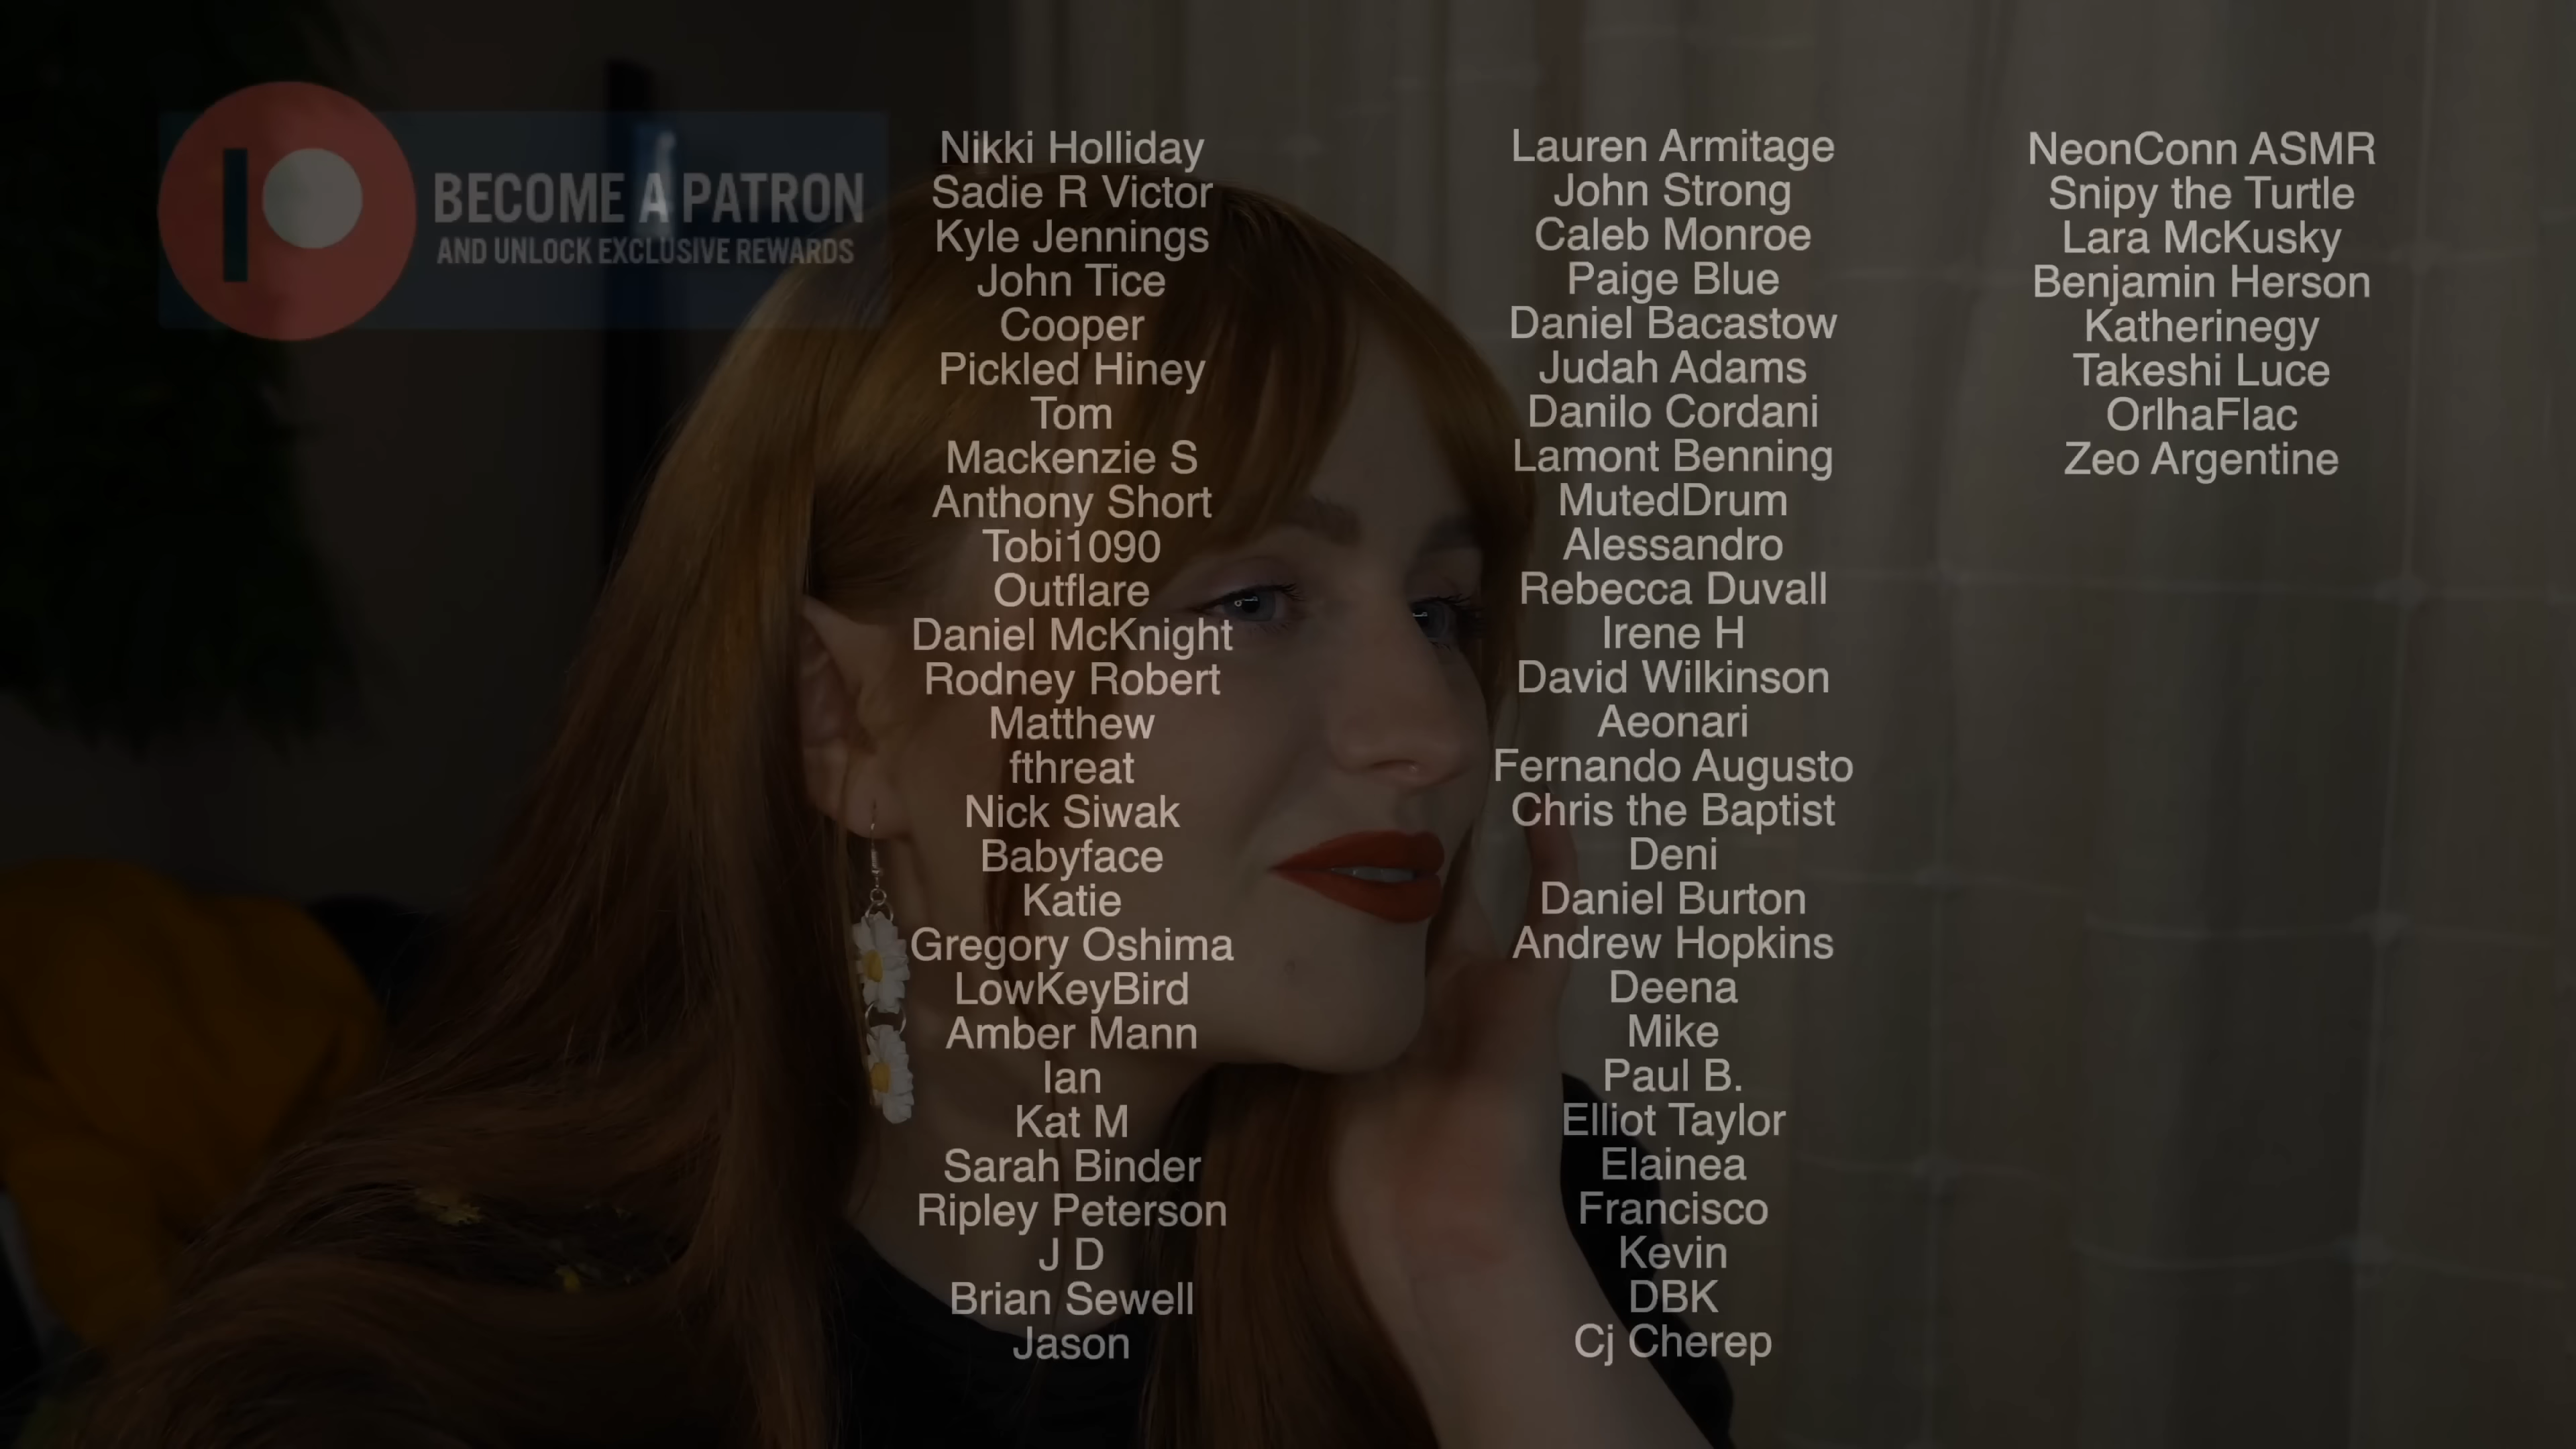 BECOME A PATRON
AND UNLOCK EXCLUSIVE REWARDS
Nikki Holliday
Sadie R Victor
Kyle Jennings
John Tice
Cooper
Pickled Hiney
Tom
Mackenzie S
Anthony Short
Tobi1090
Outflare
Daniel McKnight
Rodney Robert
Matthew
fthreat
Nick Siwak
Babyface
Katie
Gregory Oshima
LowKeyBird
Amber Mann
Ian
Kat M
Sarah Binder
Ripley Peterson
J D
Brian Sewell
Jason
Lauren Armitage
John Strong
Caleb Monroe
Paige Blue
Daniel Bacastow
Judah Adams
Danilo Cordani
Lamont Benning
MutedDrum
Alessandro
Rebecca Duvall
Irene H
David Wilkinson
Aeonari
Fernando Augusto
Chris the Baptist
Deni
Daniel Burton
Andrew Hopkins
Deena
Mike
Paul B.
Elliot Taylor
Elainea
Francisco
Kevin
DBK
Cj Cherep
NeonConn ASMR
Snipy the Turtle
Lara McKusky
Benjamin Herson
Katherinegy
Takeshi Luce
OrlhaFlac
Zeo Argentine